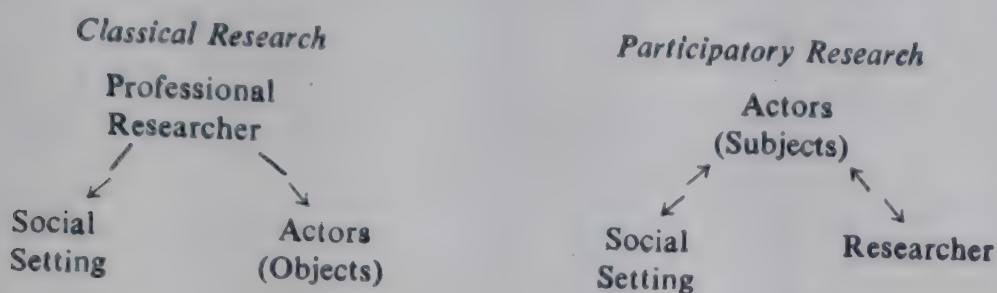 Classical Research
Professional
Researcher
Social
Setting
Actors
(Objects)
Participatory Research
Actors
(Subjects)
Social
Setting
Researcher